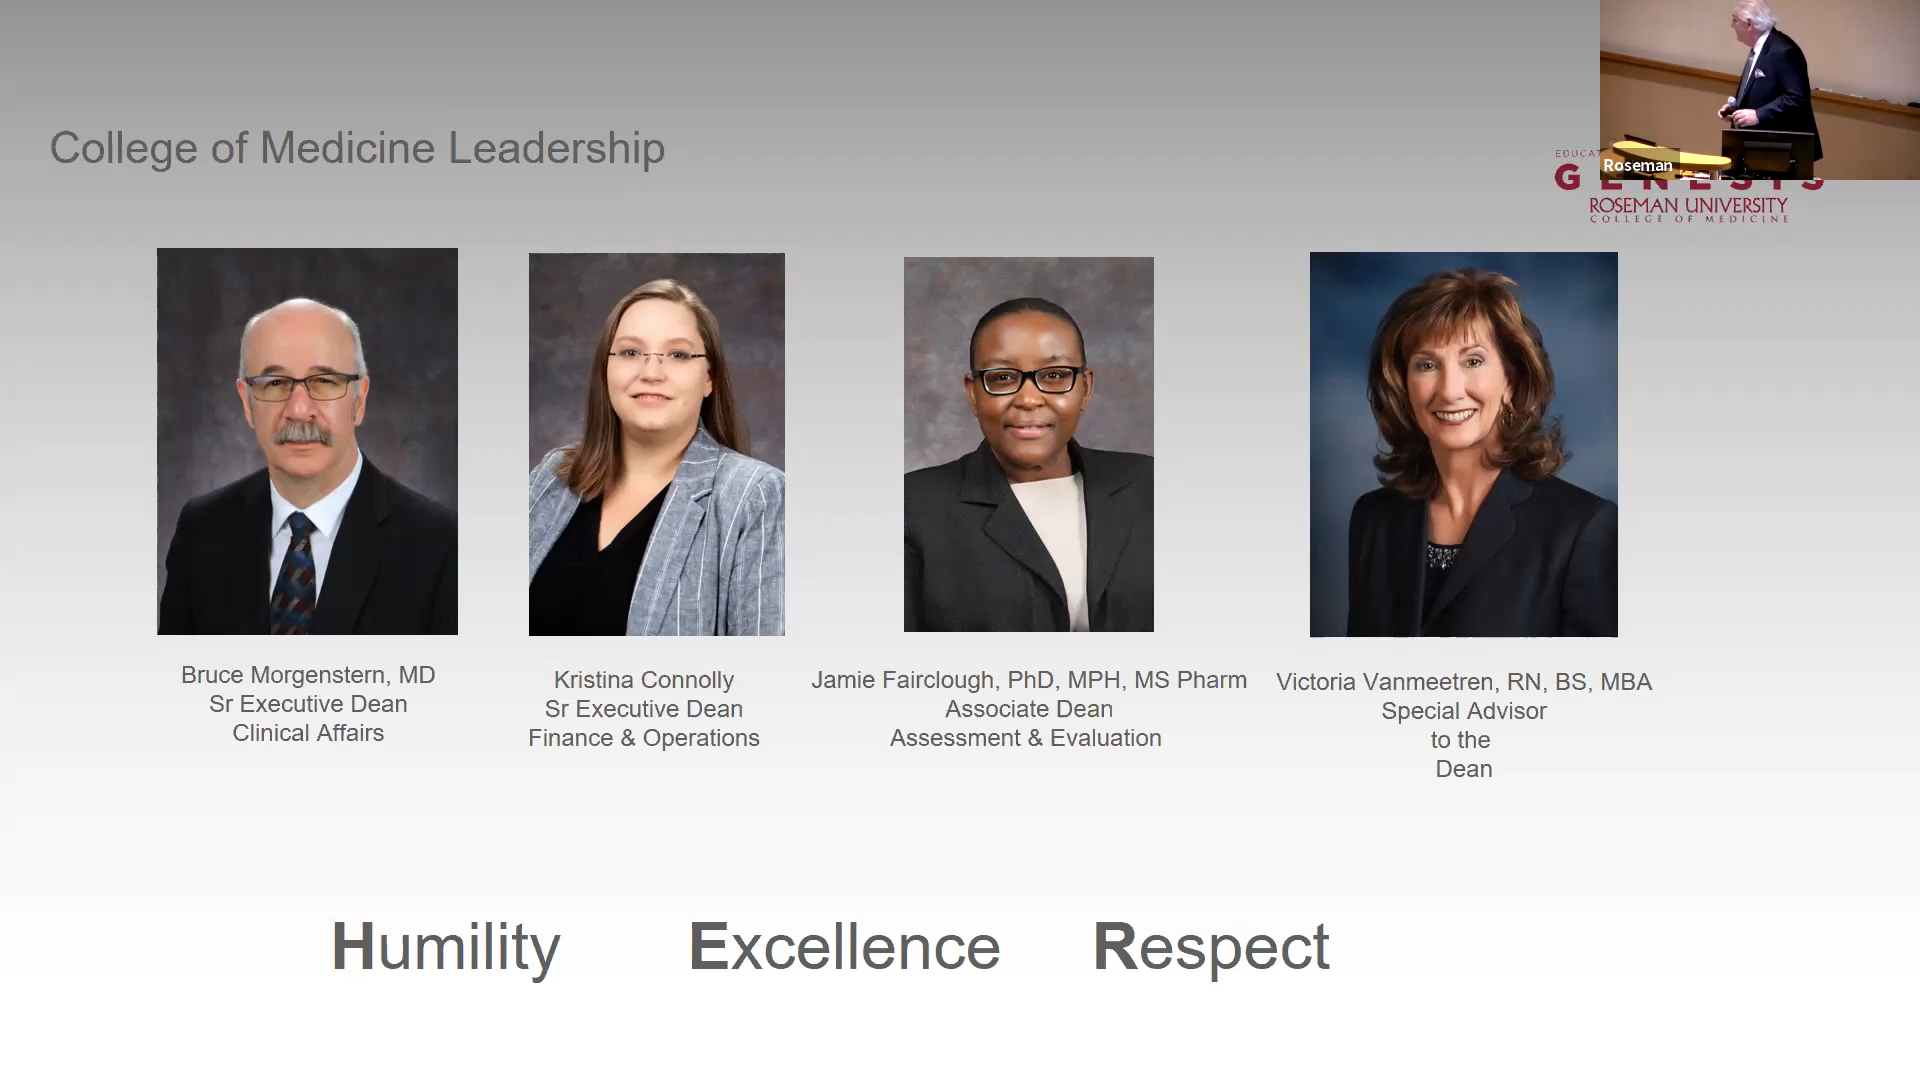 College of Medicine Leadership
Roseman
GENESIS
ROSEMAN UNIVERSITY
COLLEGE OF MEDICINE
Bruce Morgenstern, MD
Sr Executive Dean
Clinical Affairs
Kristina Connolly
Sr Executive Dean
Finance & Operations
Jamie Fairclough, PhD, MPH, MS Pharm
Associate Dean
Assessment & Evaluation
Victoria Vanmeetren, RN, BS, MBA
Special Advisor
to the
Dean
Humility Excellence Respect